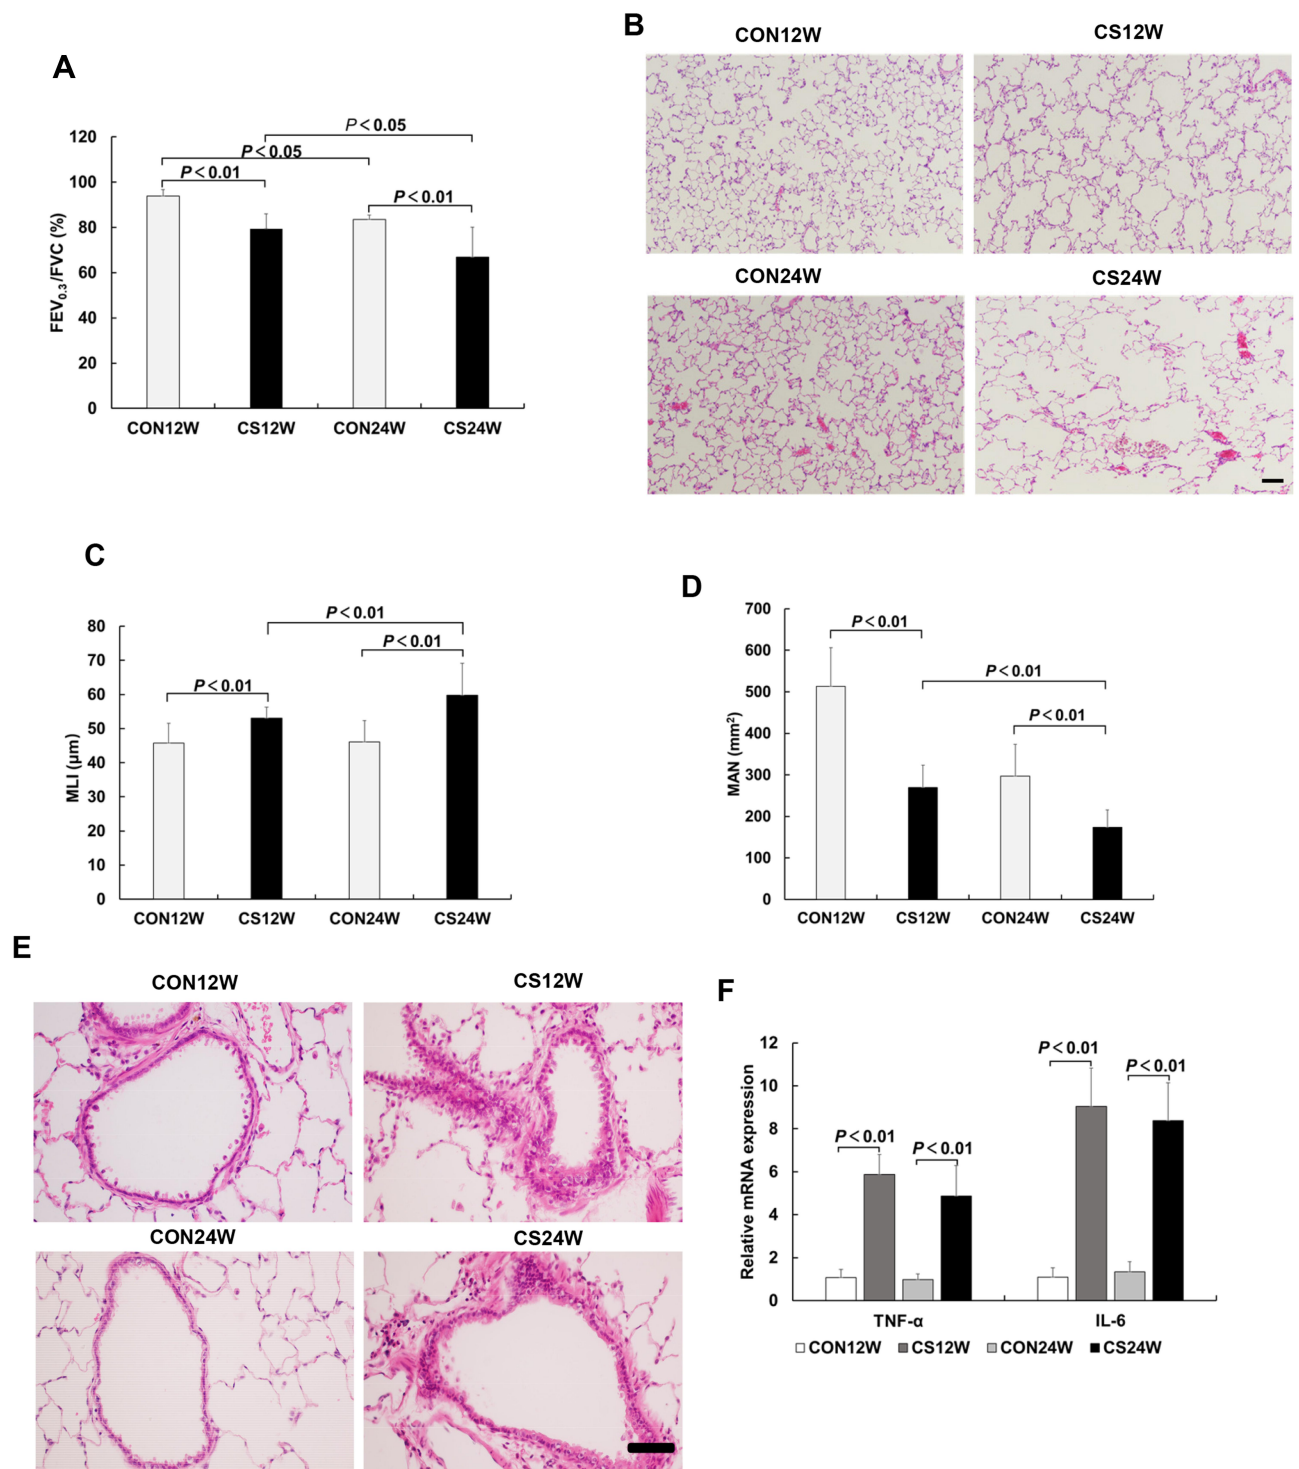 A
120
100
80
60
40
20
0
FEV0.3/FVC (%)
P<0.05
P<0.05
P<0.01
P<0.01
CON12W CS12W CON24W CS24W
B
CON12W CS12W
CON24W CS24W
C
80
70
60
50
40
30
20
10
0
MLI (μm)
P<0.01
P<0.01
P<0.01
CON12W CS12W CON24W CS24W
D
700
600
500
400
300
200
100
0
MAN (mm²)
P<0.01
P<0.01
P<0.01
CON12W CS12W CON24W CS24W
E
CON12W CS12W
CON24W CS24W
F
12
10
8
6
4
2
0
Relative mRNA expression
P<0.01
P<0.01
P<0.01
P<0.01
TNF-α IL-6
CON12W CS12W CON24W CS24W